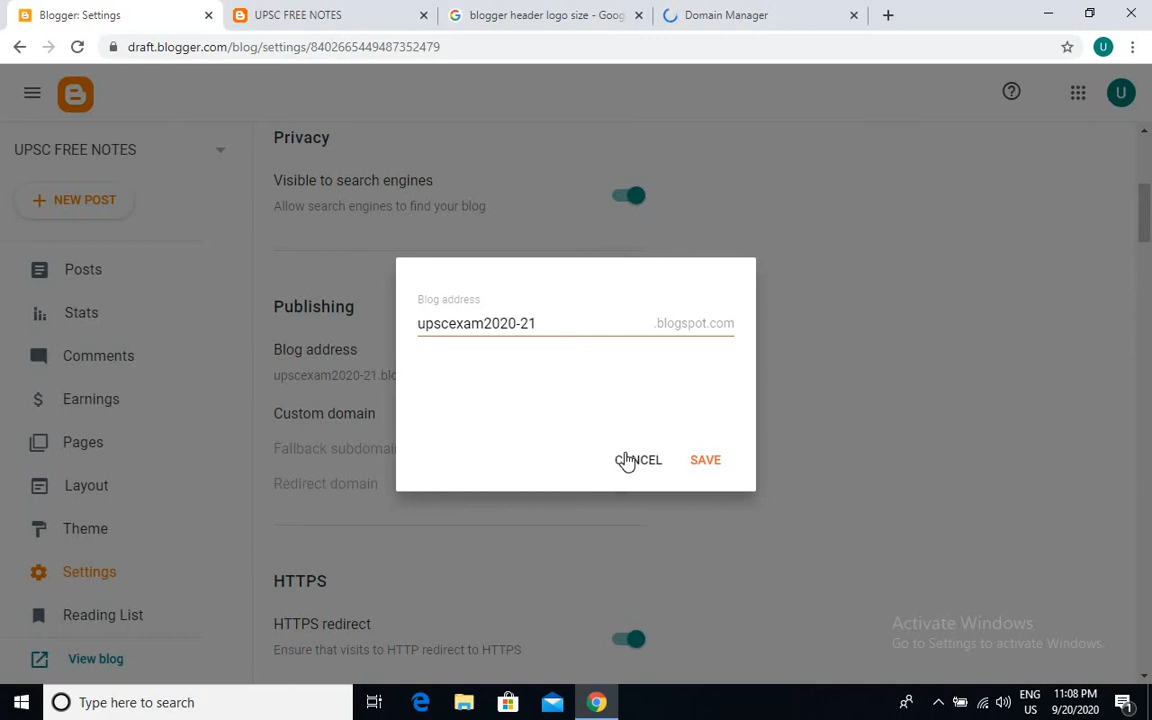 Blogger: Settings
UPSC FREE NOTES
blogger header logo size - Goog
Domain Manager
draft.blogger.com/blog/settings/8402665449487352479
U
U
UPSC FREE NOTES
NEW POST
Posts
Stats
Comments
Earnings
Pages
Layout
Theme
Settings
Reading List
View blog
Privacy
Visible to search engines
Allow search engines to find your blog
Publishing
Blog address
upscexam2020-21.blo
Custom domain
Fallback subdomai
Redirect domain
HTTPS
HTTPS redirect
Ensure that visits to HTTP redirect to HTTPS
Blog address
upscexam2020-21 .blogspot.com
CANCEL SAVE
Activate Windows
Go to Settings to activate Windows.
Type here to search
ENG
US
11:08 PM
9/20/2020
1